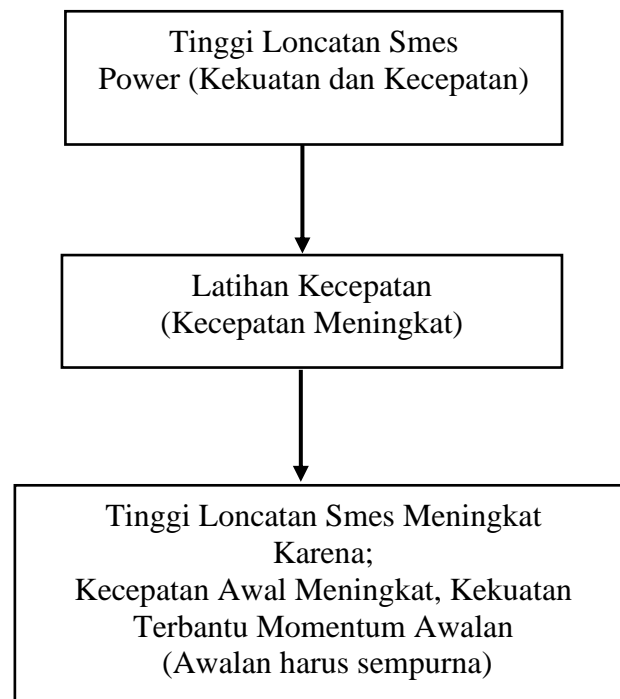 Tinggi Loncatan Smes
Power (Kekuatan dan Kecepatan)
Latihan Kecepatan
(Kecepatan Meningkat)
Tinggi Loncatan Smes Meningkat
Karena;
Kecepatan Awal Meningkat, Kekuatan
Terbantu Momentum Awalan
(Awalan harus sempurna)